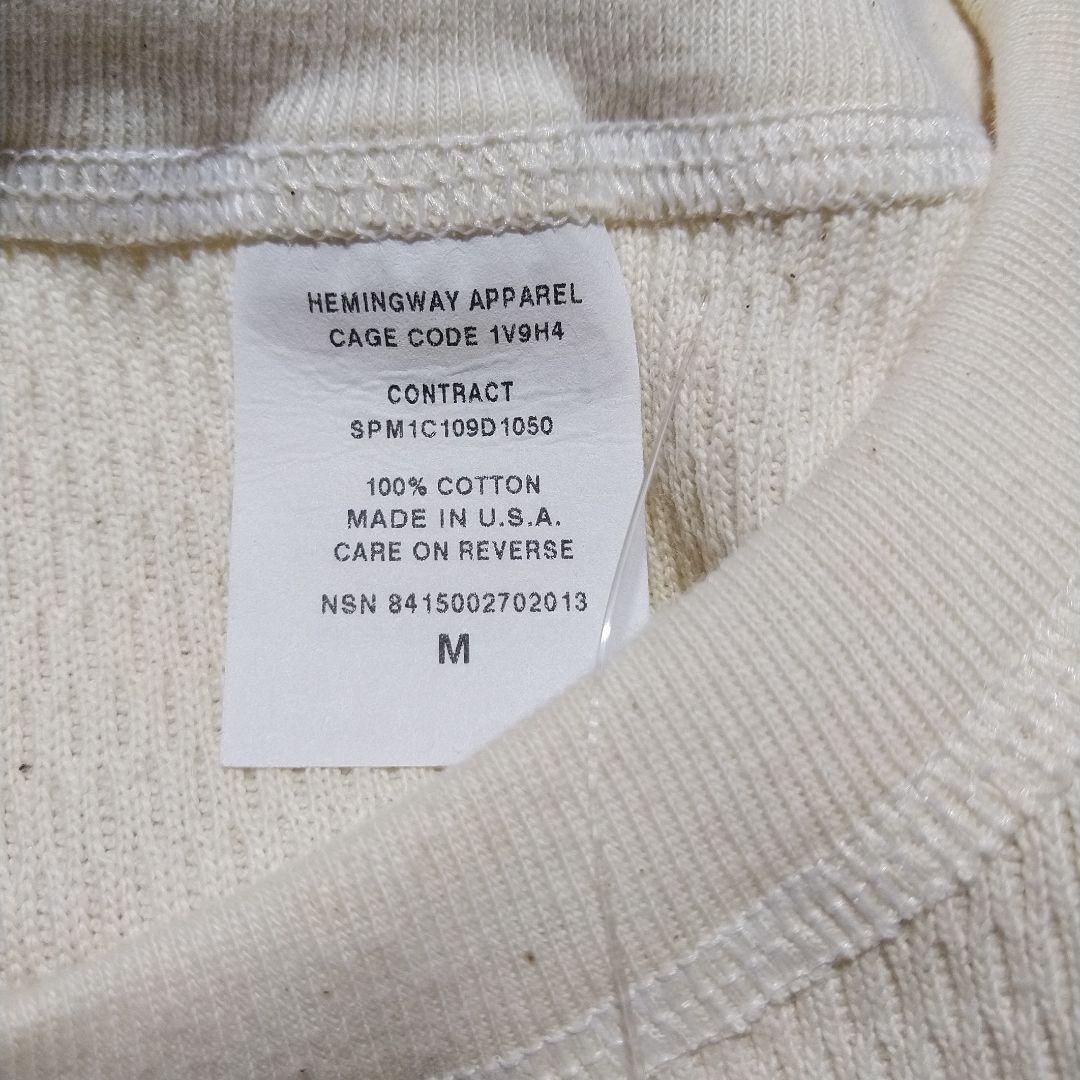 HEMINGWAY APPAREL
CAGE CODE 1V9H4
CONTRACT
SPM1C109D1050
100% COTTON
MADE IN U.S.A.
CARE ON REVERSE
NSN 8415002702013
M